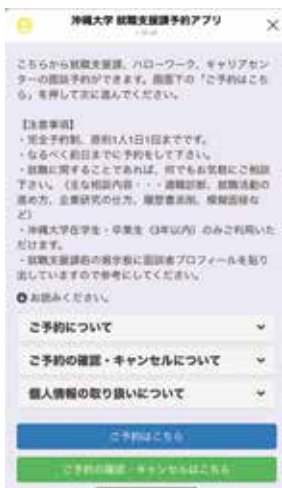 沖縄大学 就職支援課予約アプリ
こちらから就職支援課、ハローワーク、キャリアセン
ターの面談予約ができます。画面下の「ご予約はこち
ら」を押して次に進んでください。
【注意事項】
・完全予約制、原則1人1日1回までです。
・なるべく前日までに予約をして下さい。
・就職に関することであれば、何でもお気軽にご相談
下さい。（主な相談内容・・・適職診断、就職活動の
進め方、企業研究の仕方、履歴書添削、模擬面接な
ど）
・沖縄大学在学生・卒業生（3年以内）のみご利用いた
だけます。
・就職支援課前の掲示板に面談者プロフィールを貼り
出していますので参考にしてください。
お読みください。
ご予約について
ご予約の確認・キャンセルについて
個人情報の取り扱いについて
ご予約はこちら
ご予約の確認・キャンセルはこちら